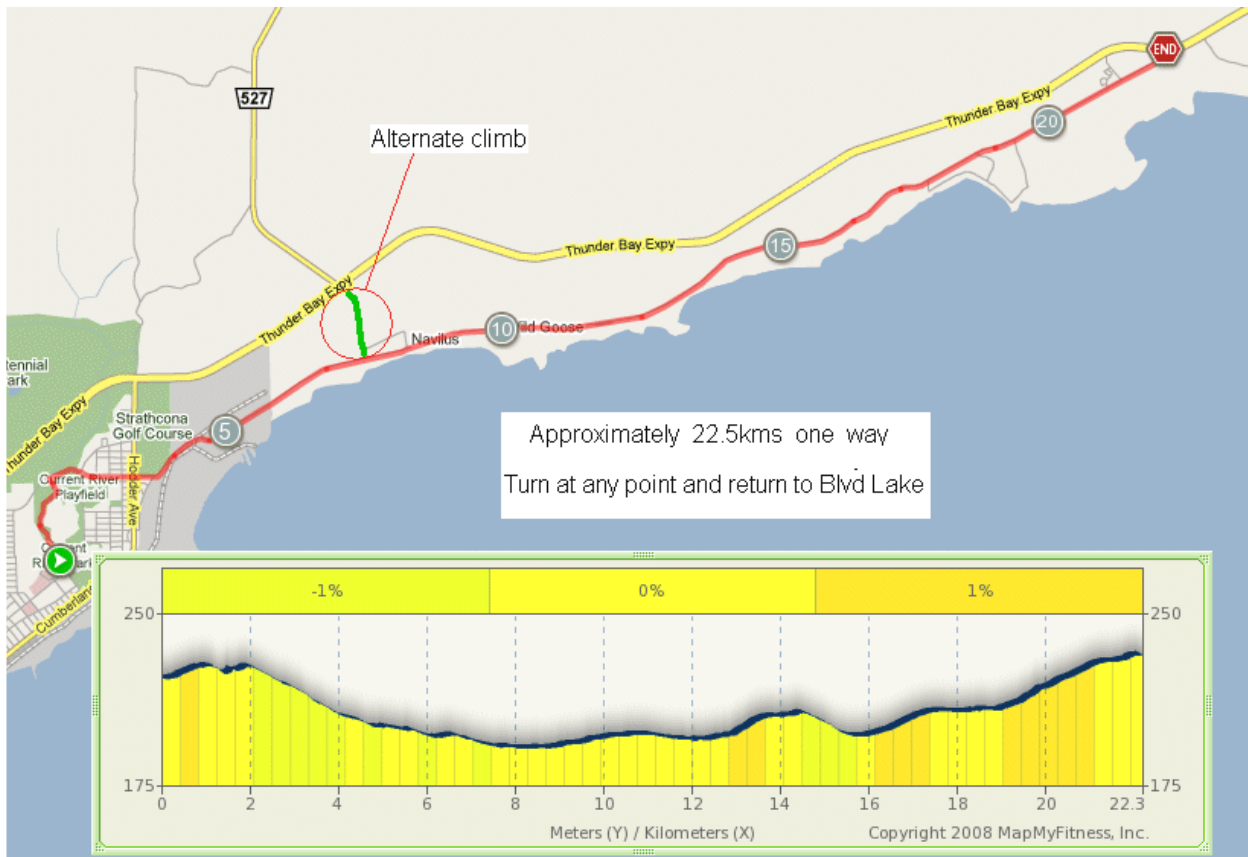 END
527
20
Thunder Bay Expy
Alternate climb
15
Thunder Bay Expy
Thunder Bay Expy
10
ld Goose
Navilus
tennial
ark
Thunder Bay Expy
Strathcona
Golf Course
5
Approximately 22.5kms one way
Turn at any point and return to Blvd Lake
Hodder Ave
Current River
Playfield
Cumberland
-1%
0%
1%
250
250
175
175
0
2
4
6
8
10
12
14
16
18
20
22.3
Meters (Y) / Kilometers (X)
Copyright 2008 MapMyFitness, Inc.